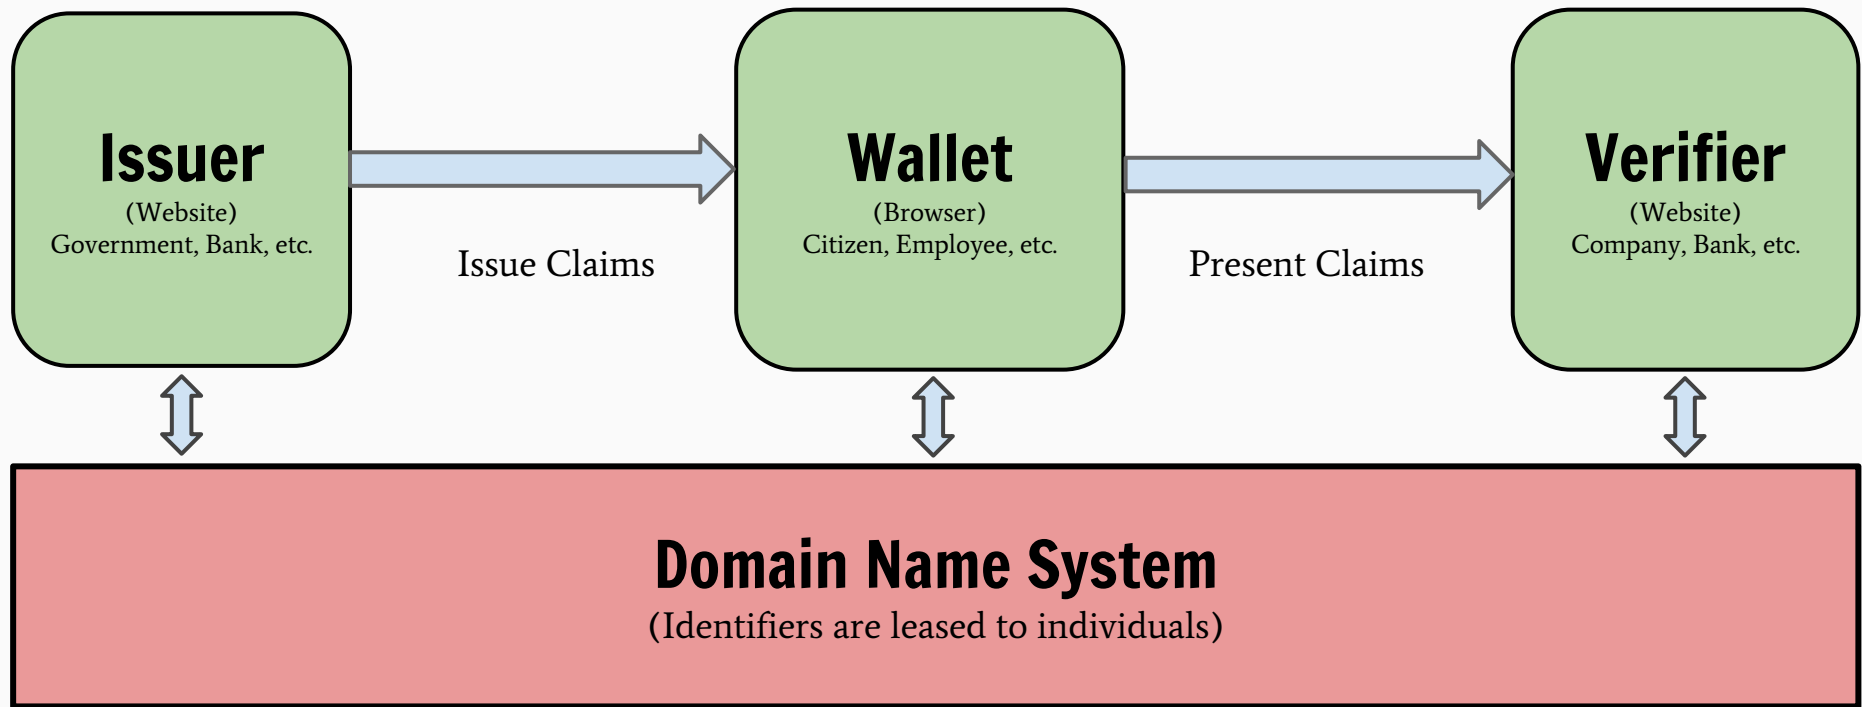 Issuer
(Website)
Government, Bank, etc.
Issue Claims
Wallet
(Browser)
Citizen, Employee, etc.
Present Claims
Verifier
(Website)
Company, Bank, etc.
Domain Name System
(Identifiers are leased to individuals)